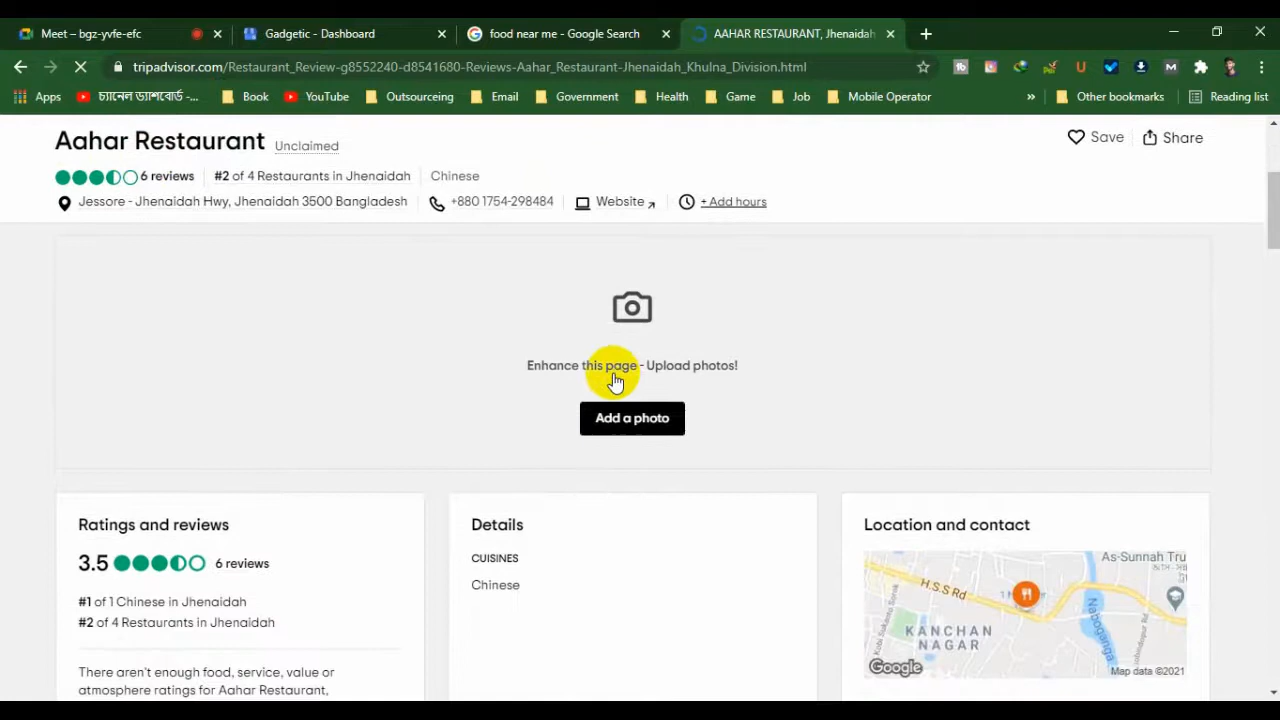 Meet – bgz-yvfe-efc
Gadgetic - Dashboard
food near me - Google Search
AAHAR RESTAURANT, Jhenaidah
tripadvisor.com/Restaurant_Review-g8552240-d8541680-Reviews-Aahar_Restaurant-Jhenaidah_Khulna_Division.html
Apps
চ্যানেল ড্যাশবোর্ড -...
Book
YouTube
Outsourceing
Email
Government
Health
Game
Job
Mobile Operator
»
Other bookmarks
Reading list
Aahar Restaurant Unclaimed
Save
Share
6 reviews
#2 of 4 Restaurants in Jhenaidah
Chinese
Jessore - Jhenaidah Hwy, Jhenaidah 3500 Bangladesh
+880 1754-298484
Website
+ Add hours
Enhance this page - Upload photos!
Add a photo
Ratings and reviews
3.5 6 reviews
#1 of 1 Chinese in Jhenaidah
#2 of 4 Restaurants in Jhenaidah
There aren't enough food, service, value or
atmosphere ratings for Aahar Restaurant,
Details
CUISINES
Chinese
Location and contact
As-Sunnah Tru
H.S.S Rd
KANCHAN
NAGAR
Naboganga
Google
Map data ©2021